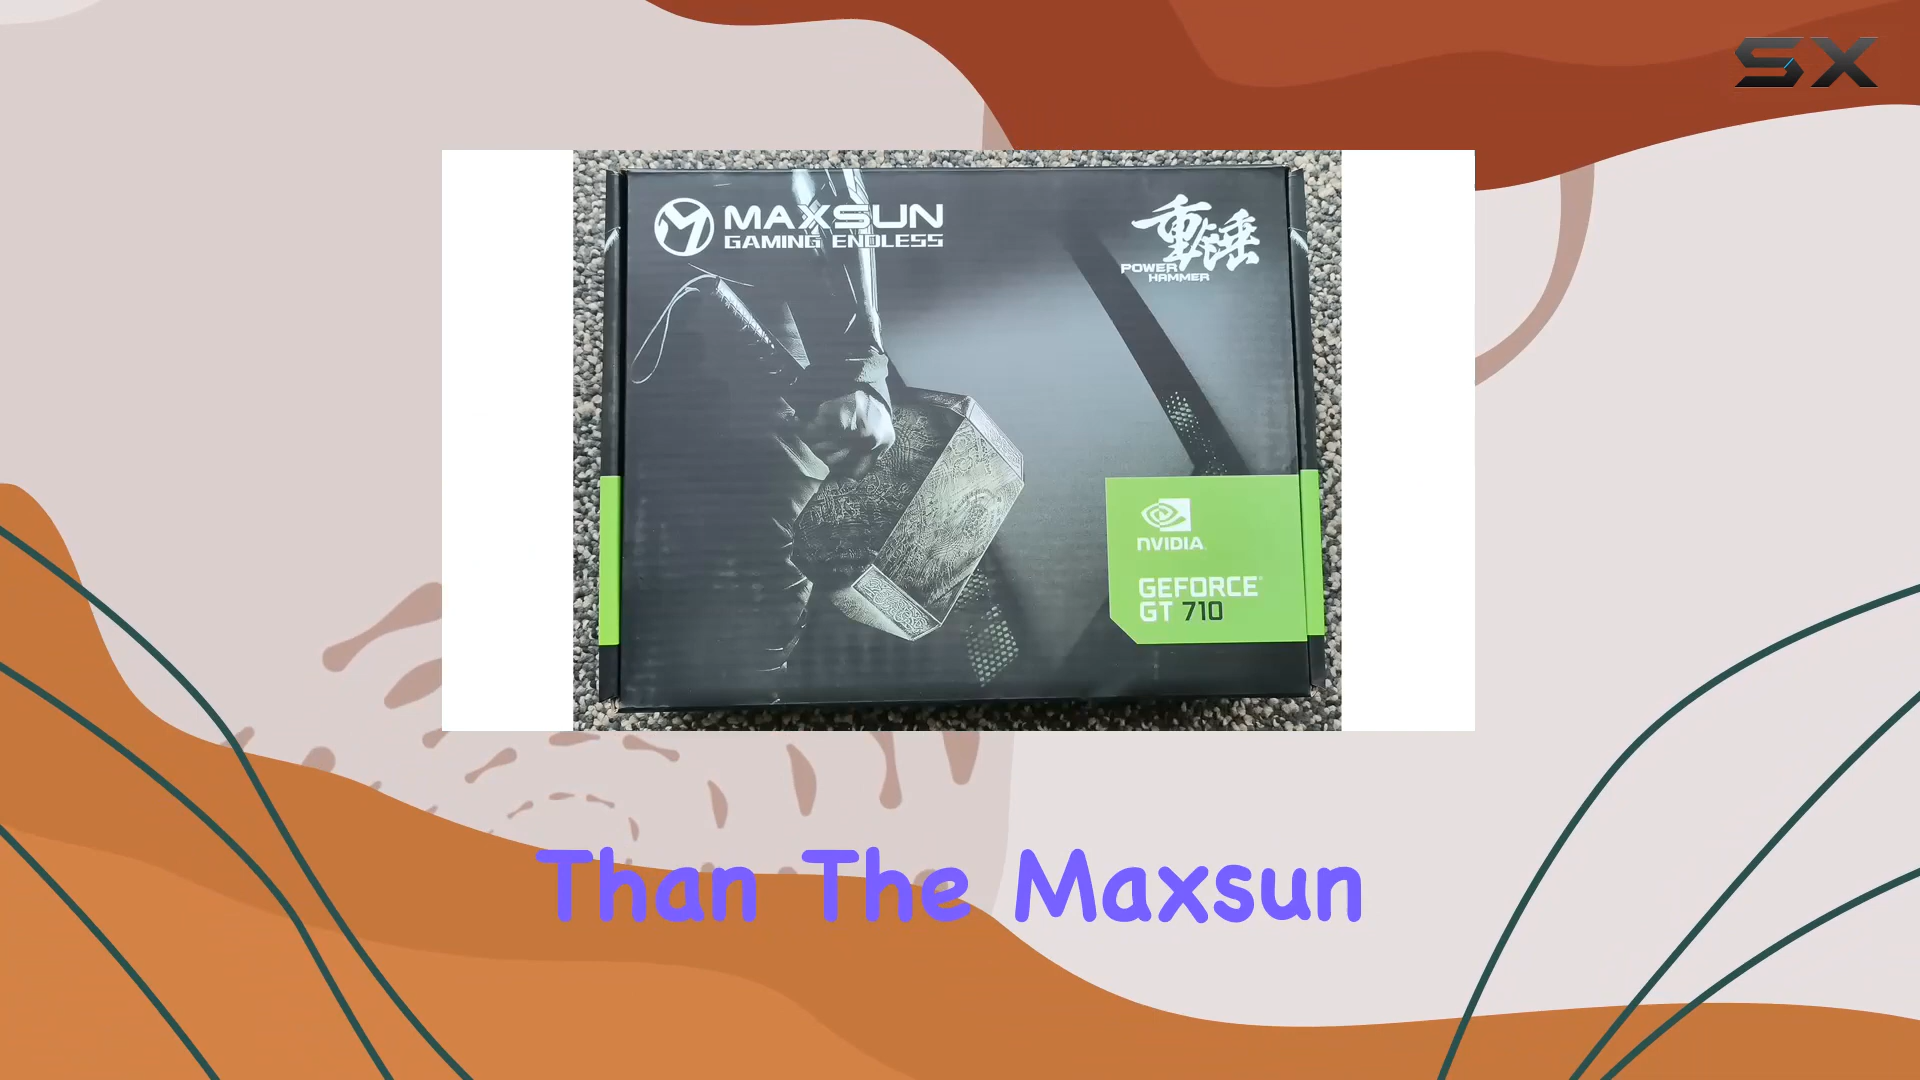 SX
MAXSUN
GAMING ENDLESS
重锤
POWER
HAMMER
NVIDIA
GEFORCE
GT 710
Than The Maxsun